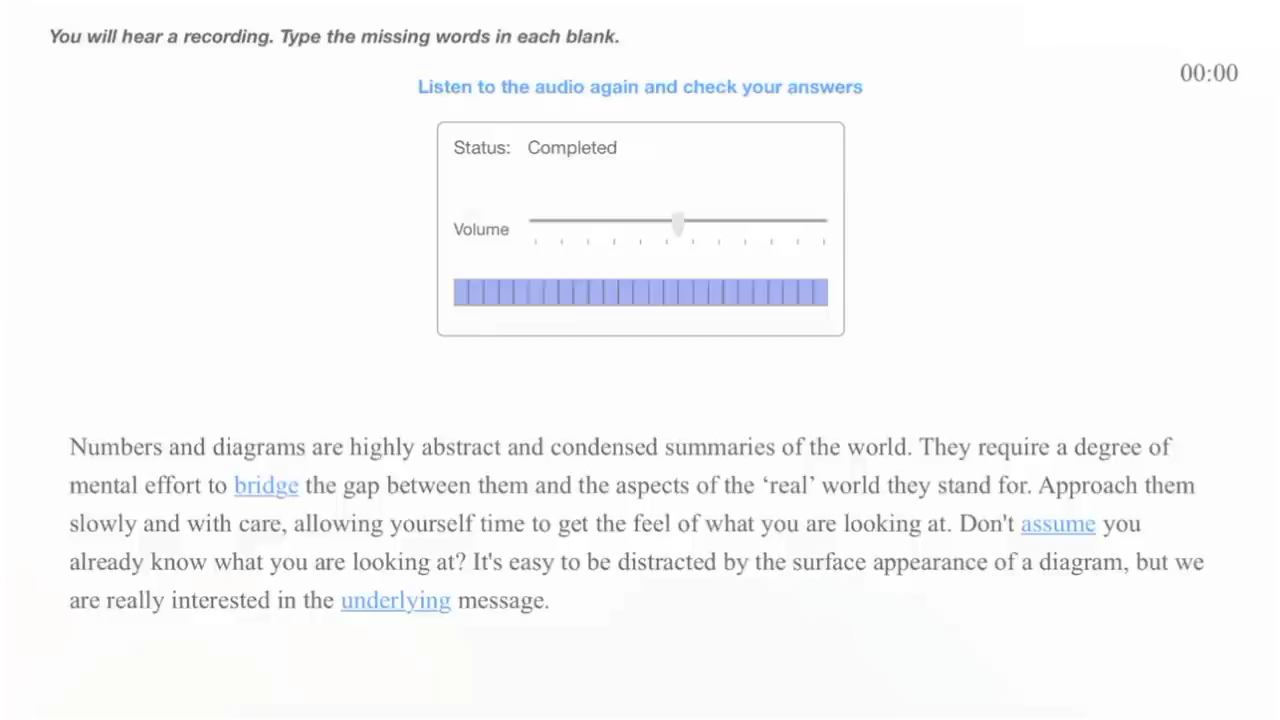 You will hear a recording. Type the missing words in each blank.
00:00
Listen to the audio again and check your answers
Status: Completed
Volume
Numbers and diagrams are highly abstract and condensed summaries of the world. They require a degree of
mental effort to bridge the gap between them and the aspects of the ‘real’ world they stand for. Approach them
slowly and with care, allowing yourself time to get the feel of what you are looking at. Don't assume you
already know what you are looking at? It's easy to be distracted by the surface appearance of a diagram, but we
are really interested in the underlying message.